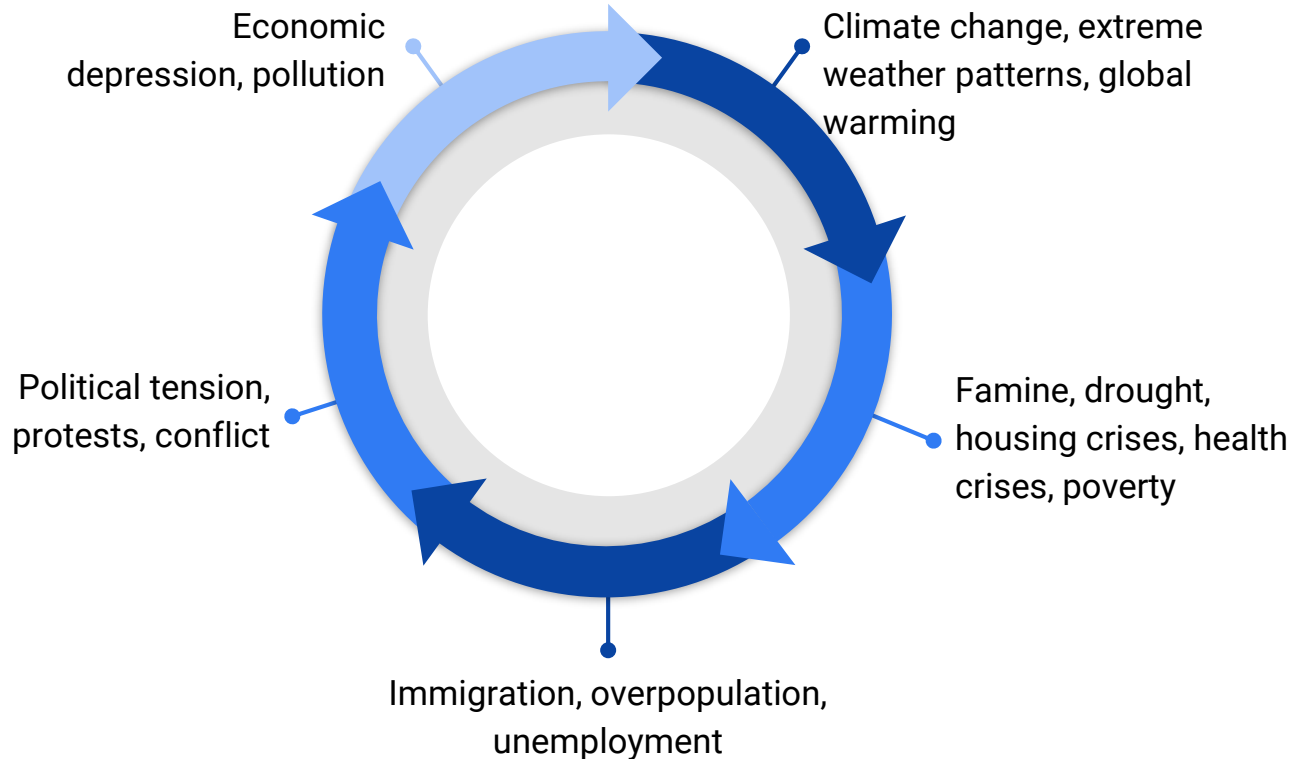 Economic
depression, pollution
Climate change, extreme
weather patterns, global
warming
Famine, drought,
housing crises, health
crises, poverty
Immigration, overpopulation,
unemployment
Political tension,
protests, conflict